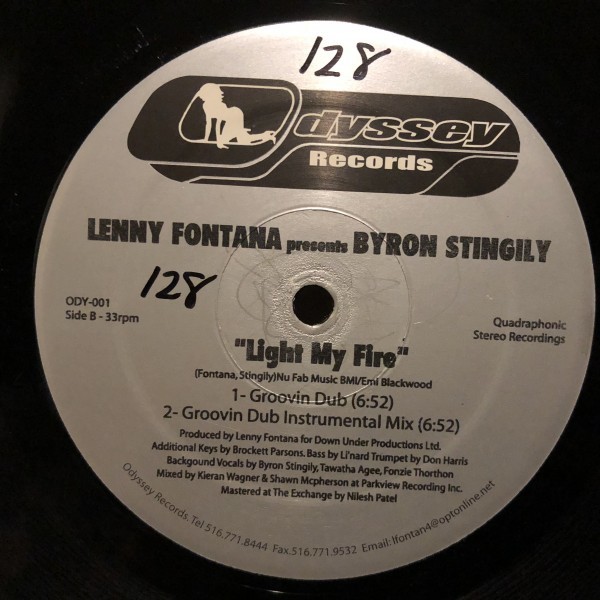 128
Odyssey
Records
LENNY FONTANA presents BYRON STINGILY
128
ODY-001
Side B - 33rpm
Quadraphonic
Stereo Recordings
"Light My Fire"
(Fontana, Stingily)Nu Fab Music BMI/Emi Blackwood
1- Groovin Dub (6:52)
2- Groovin Dub Instrumental Mix (6:52)
Produced by Lenny Fontana for Down Under Productions Ltd.
Additional Keys by Brockett Parsons. Bass by Li'nard Trumpet by Don Harris
Backgound Vocals by Byron Stingily, Tawatha Agee, Fonzie Thorthon
Mixed by Kieran Wagner & Shawn Mcpherson at Parkview Recording Inc.
Mastered at The Exchange by Nilesh Patel
Odyssey Records. Tel 516.771.8444 Fax.516.771.9532 Email:lfontan4@optonline.net